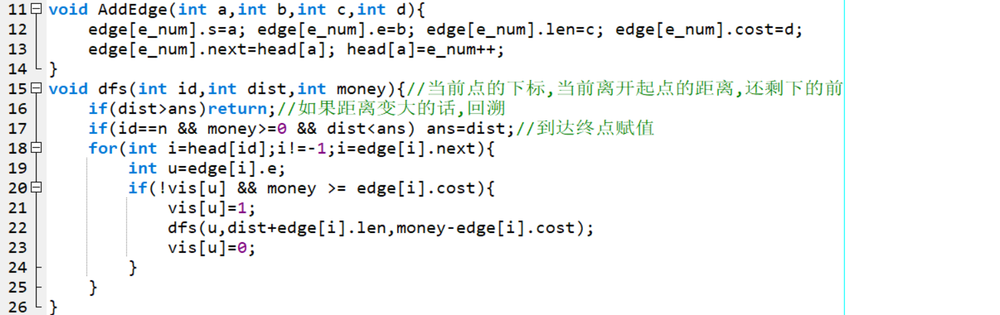 11 void AddEdge(int a,int b,int c,int d){
12     edge[e_num].s=a; edge[e_num].e=b; edge[e_num].len=c; edge[e_num].cost=d;
13     edge[e_num].next=head[a]; head[a]=e_num++;
14 }
15 void dfs(int id,int dist,int money){//当前点的下标,当前离开起点的距离,还剩下的前
16     if(dist>ans)return;//如果距离变大的话,回溯
17     if(id==n && money>=0 && dist<ans) ans=dist;//到达终点赋值
18     for(int i=head[id];i!=-1;i=edge[i].next){
19         int u=edge[i].e;
20         if(!vis[u] && money >= edge[i].cost){
21             vis[u]=1;
22             dfs(u,dist+edge[i].len,money-edge[i].cost);
23             vis[u]=0;
24         }
25     }
26 }